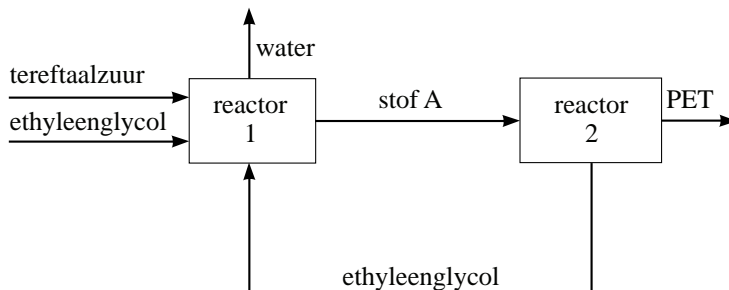 water
tereftaalzuur
ethyleenglycol
reactor
1
stof A
reactor
2
PET
ethyleenglycol